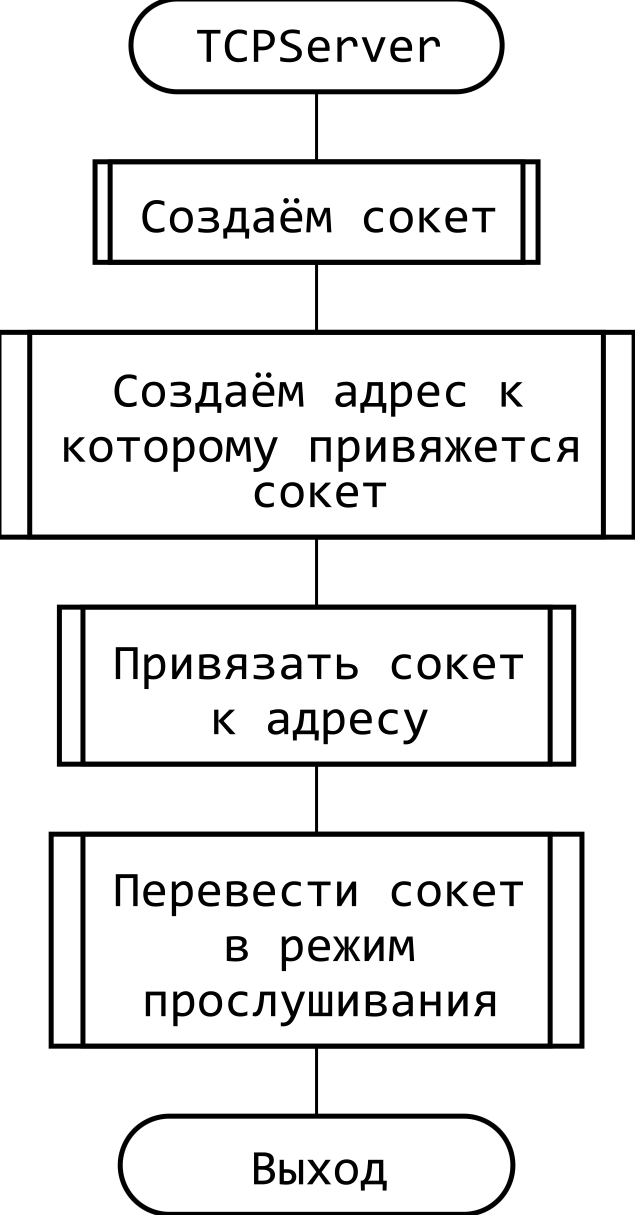 TCPServer
Создаём сокет
Создаём адрес к
которому привяжется
сокет
Привязать сокет
к адресу
Перевести сокет
в режим
прослушивания
Выход